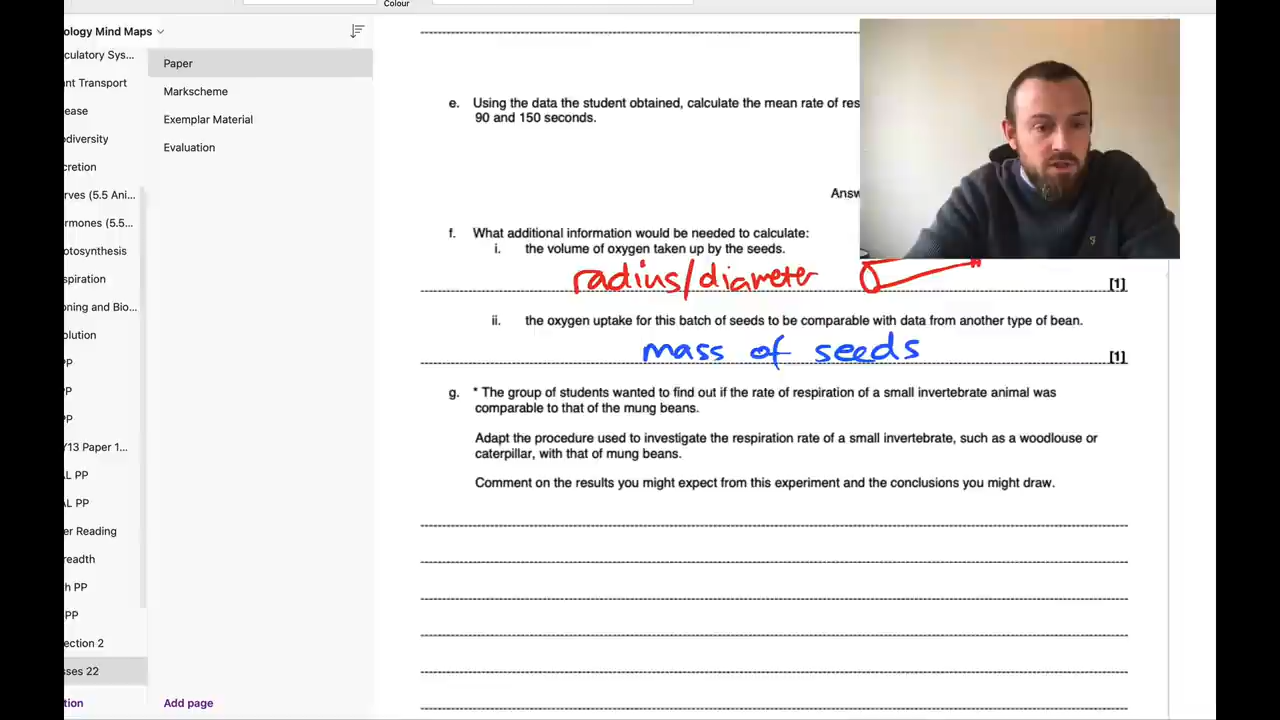 Colour
ology Mind Maps
culatory Sys...
ant Transport
ease
odiversity
cretion
erves (5.5 Ani...
ormones (5.5...
otosynthesis
spiration
oning and Bio...
olution
PP
PP
PP
Y13 Paper 1...
AL PP
AL PP
er Reading
readth
h PP
PP
ection 2
sses 22
tion
Paper
Markscheme
Exemplar Material
Evaluation
Add page
e. Using the data the student obtained, calculate the mean rate of res
90 and 150 seconds.
Answ
f. What additional information would be needed to calculate:
i. the volume of oxygen taken up by the seeds.
radius/diameter
[1]
ii. the oxygen uptake for this batch of seeds to be comparable with data from another type of bean.
mass of seeds
[1]
g. * The group of students wanted to find out if the rate of respiration of a small invertebrate animal was
comparable to that of the mung beans.
Adapt the procedure used to investigate the respiration rate of a small invertebrate, such as a woodlouse or
caterpillar, with that of mung beans.
Comment on the results you might expect from this experiment and the conclusions you might draw.